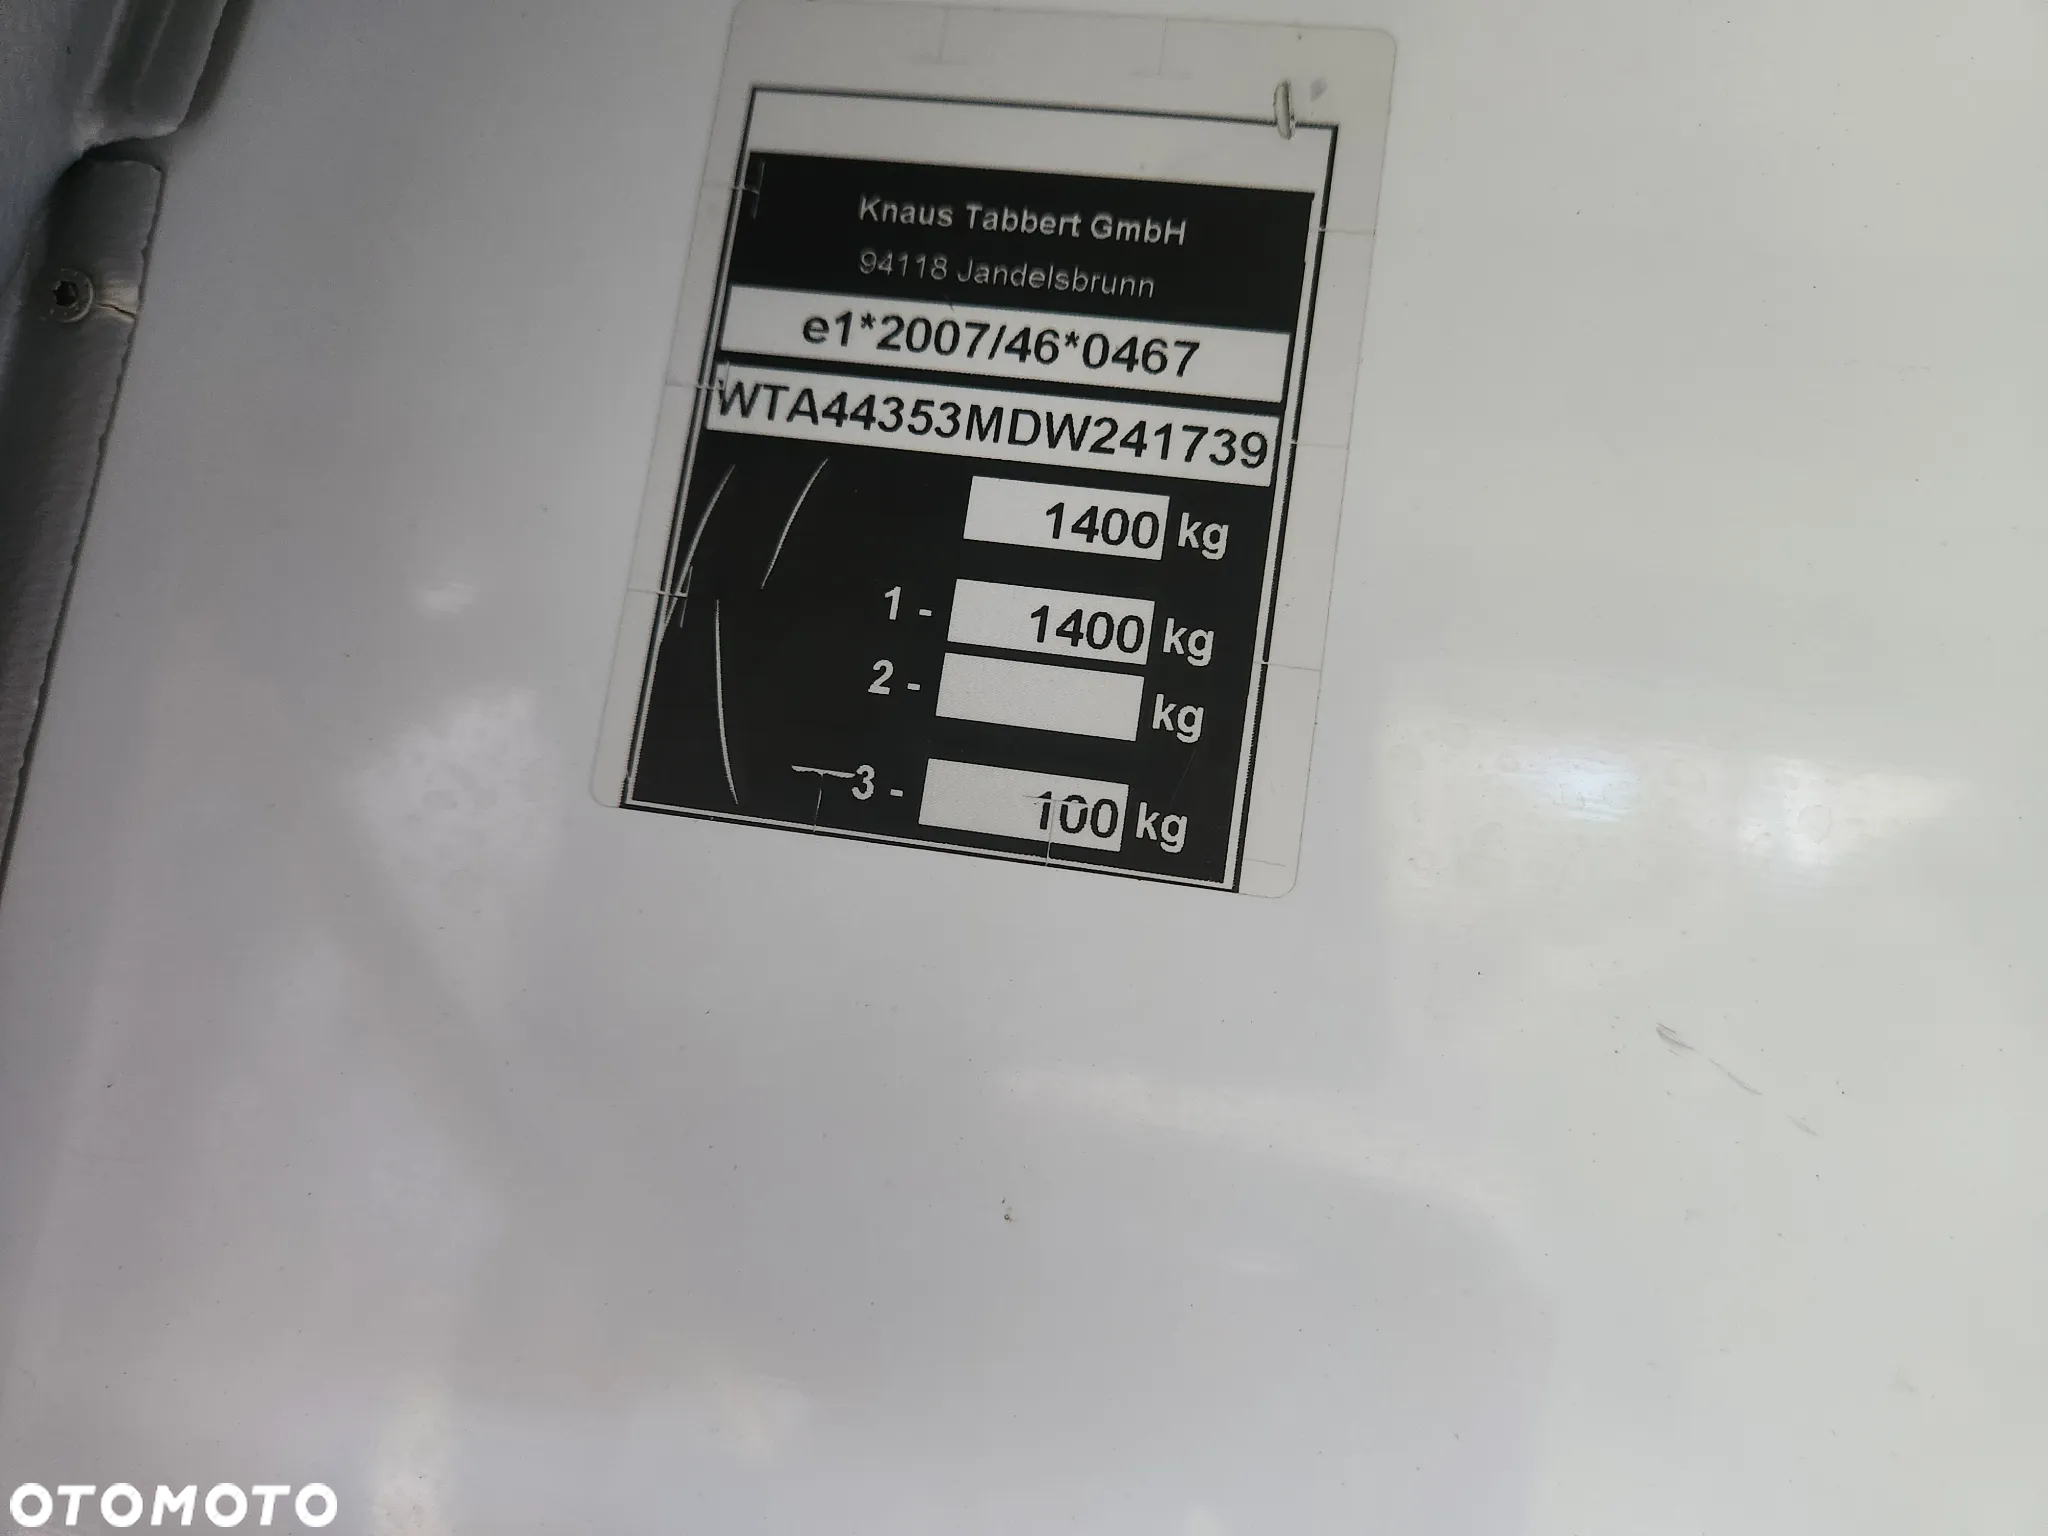 Knaus Tabbert GmbH
94118 Jandelsbrunn
e1*2007/46*0467
WTA44353MDW241739
1400 kg
1 - 1400 kg
2 - kg
3 - 100 kg
OTOMOTO